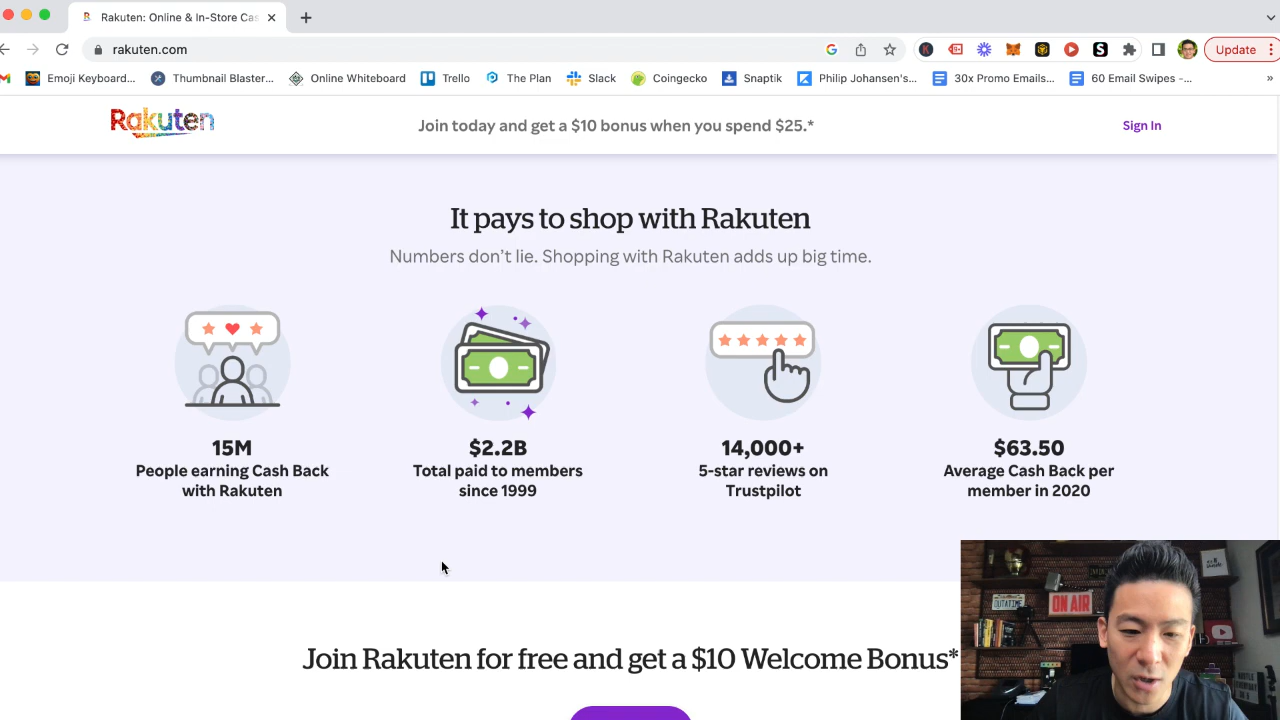 Rakuten: Online & In-Store Cas
rakuten.com
Update
Emoji Keyboard...
Thumbnail Blaster...
Online Whiteboard
Trello
The Plan
Slack
Coingecko
Snaptik
Philip Johansen's...
30x Promo Emails...
60 Email Swipes -...
»
Rakuten
Join today and get a $10 bonus when you spend $25.*
Sign In
It pays to shop with Rakuten
Numbers don't lie. Shopping with Rakuten adds up big time.
15M
People earning Cash Back
with Rakuten
$2.2B
Total paid to members
since 1999
14,000+
5-star reviews on
Trustpilot
$63.50
Average Cash Back per
member in 2020
Join Rakuten for free and get a $10 Welcome Bonus*
OUTATIME
ON AIR